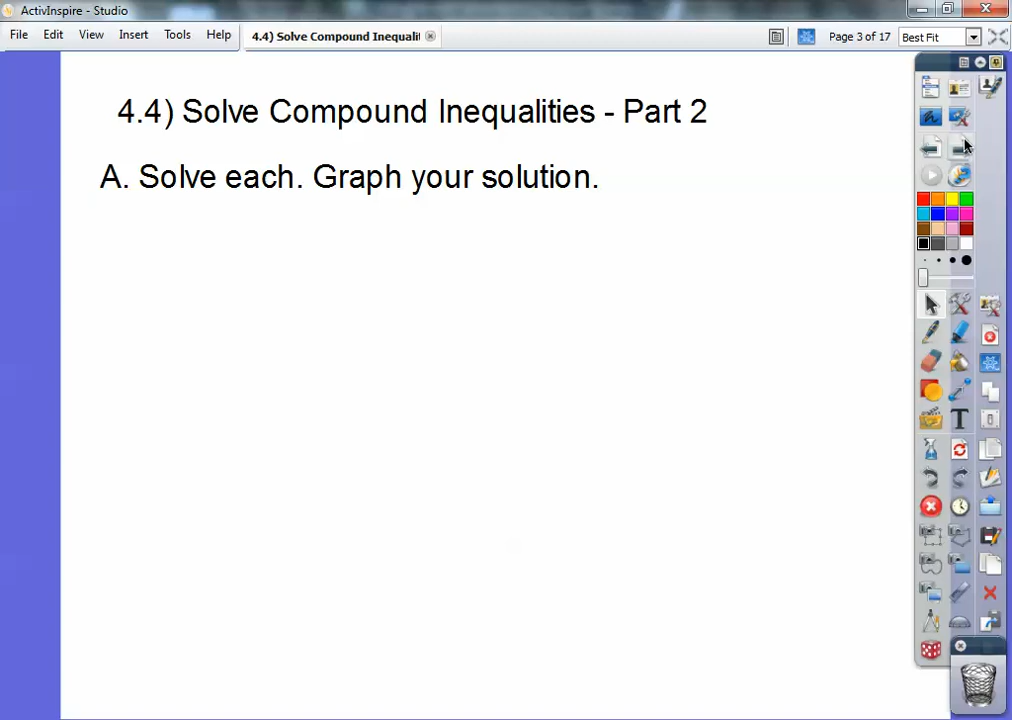 ActivInspire - Studio
File Edit View Insert Tools Help
4.4) Solve Compound Inequalit
Page 3 of 17
Best Fit
4.4) Solve Compound Inequalities - Part 2
A. Solve each. Graph your solution.
T